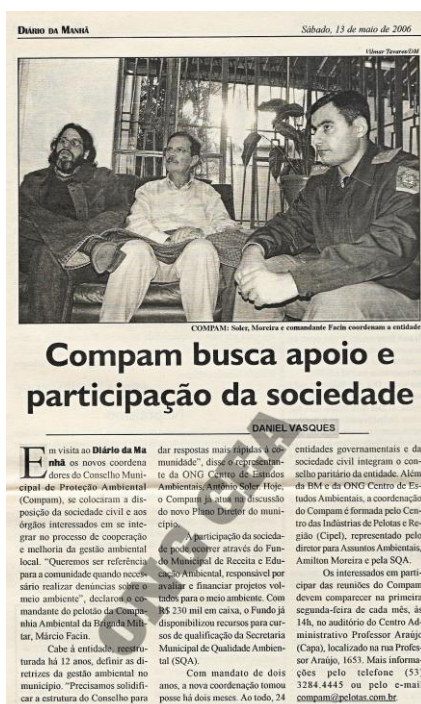 DIÁRIO DA MANHÃ
Sábado, 13 de maio de 2006
Vilmar Tavares/DM
COMPAM: Soler, Moreira e comandante Facin coordenam a entidade
Compam busca apoio e
participação da sociedade
DANIEL VASQUES
Em visita ao Diário da Ma
nhã os novos coordena
dores do Conselho Muni-
cipal de Proteção Ambiental
(Compam), se colocaram a dis-
posição da sociedade civil e aos
órgãos interessados em se inte-
grar no processo de cooperação
e melhoria da gestão ambiental
local. “Queremos ser referência
para a comunidade quando neces-
sário realizar denúncias sobre o
meio ambiente”, declarou o co-
mandante do pelotão da Compa-
nhia Ambiental da Brigada Mili-
tar, Márcio Facin.
Cabe à entidade, reestru-
turada há 12 anos, definir as di-
retrizes da gestão ambiental no
município. “Precisamos solidifi-
car a estrutura do Conselho para
dar respostas mais rápidas à co-
munidade”, disse o representan-
te da ONG Centro de Estudos
Ambientais, Antônio Soler. Hoje,
o Compam discussão
do novo Plano Diretor do muni-
cípio.
A participação da socieda-
de pode ocorrer através do Fun-
do Municipal de Receita e Edu-
cação Ambiental, responsável por
avaliar e financiar projetos vol-
tados para o meio ambiente. Com
R$ 230 mil em caixa, o Fundo já
disponibilizou recursos para cur-
sos de qualificação da Secretaria
Municipal de Qualidade Ambien-
tal (SQA).
Com mandato de dois
anos, a nova coordenação tomou
posse há dois meses. Ao todo, 24
entidades governamentais e da
sociedade civil integram o con-
selho paritário da entidade. Além
da BM e da ONG Centro de Es-
tudos Ambientais, a coordenação
do Compam é formada pelo Cen-
tro das Indústrias de Pelotas e Re-
gião (Cipel), representado pelo
diretor para Assuntos Ambientais,
Amilton Moreira e pela SQA.
Os interessados em parti-
cipar das reuniões do Compam
devem comparecer na primeira
segunda-feira de cada mês, às
14h, no auditório do Centro Ad-
ministrativo Professor Araújo
(Capa), localizado na rua Profes-
sor Araújo, 1653. Mais informa-
ções pelo telefone (53)
3284.4445 ou pelo e-mail
compam@pelotas.com.br.
ONG CEA